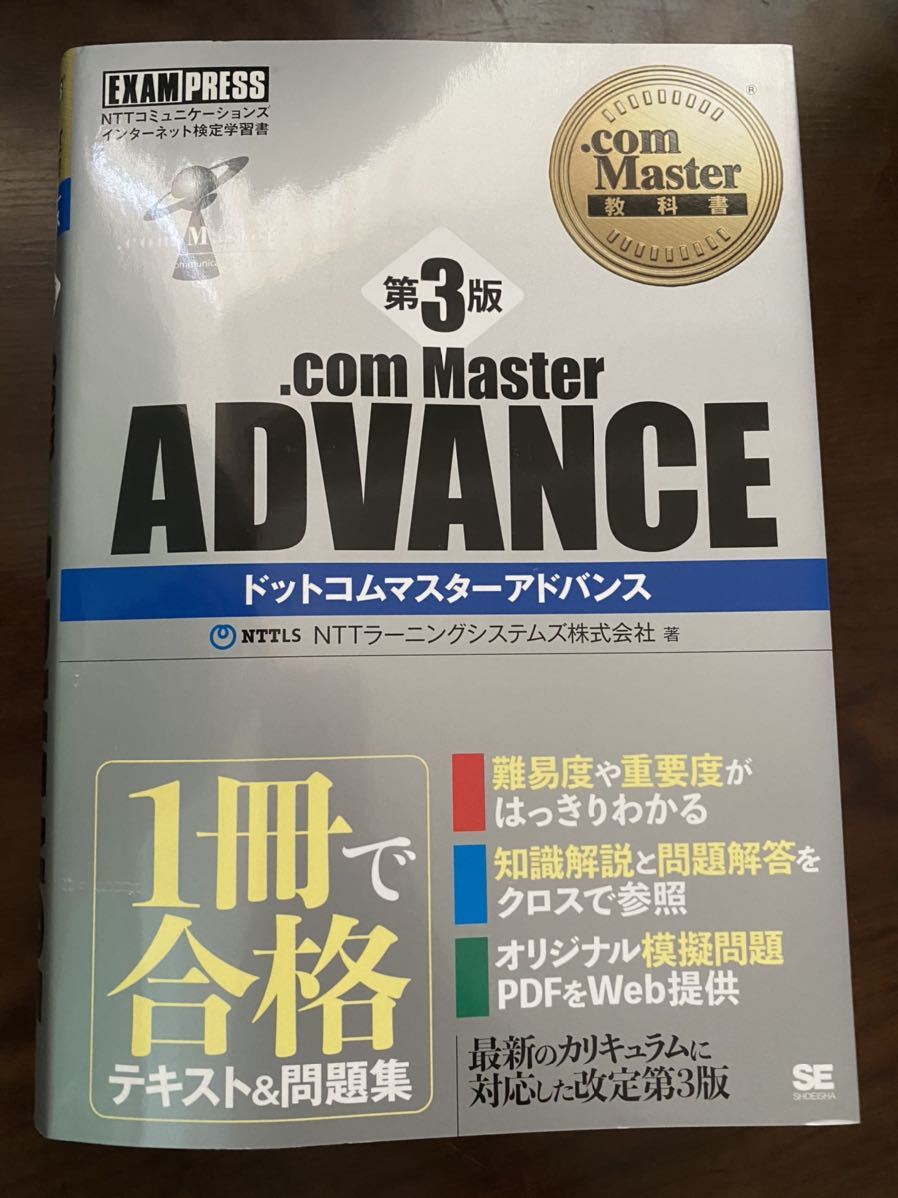 EXAMPRESS
NTTコミュニケーションズ
インターネット検定学習書
.com Master
.com
Master
教科書
®
第3版
.com Master
ADVANCE
ドットコムマスターアドバンス
NTTLS NTTラーニングシステムズ株式会社 著
1冊で
合格
テキスト&問題集
難易度や重要度が
はっきりわかる
知識解説と問題解答を
クロスで参照
オリジナル模擬問題
PDFをWeb提供
最新のカリキュラムに
対応した改定第3版
SE
SHOEISHA